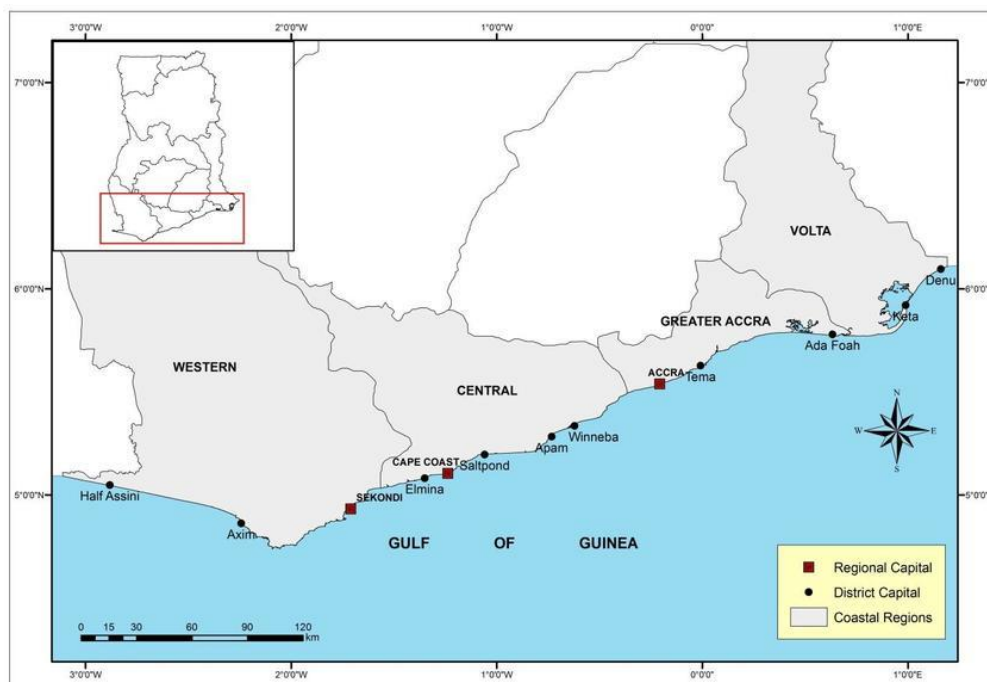 3°0'0"W
2°0'0"W
1°0'0"W
0°0'0"
1°0'0"E
7°0'0"N
7°0'0"N
VOLTA
6°0'0"N
6°0'0"N
Denu
Keta
GREATER ACCRA
Ada Foah
WESTERN
ACCRA
Tema
CENTRAL
N
W
E
S
Winneba
Apam
CAPE COAST
Saltpond
5°0'0"N
5°0'0"N
Half Assini
SEKONDI
Elmina
Axim
GULF OF GUINEA
Regional Capital
District Capital
Coastal Regions
0 15 30 60 90 120
km
3°0'0"W
2°0'0"W
1°0'0"W
0°0'0"
1°0'0"E